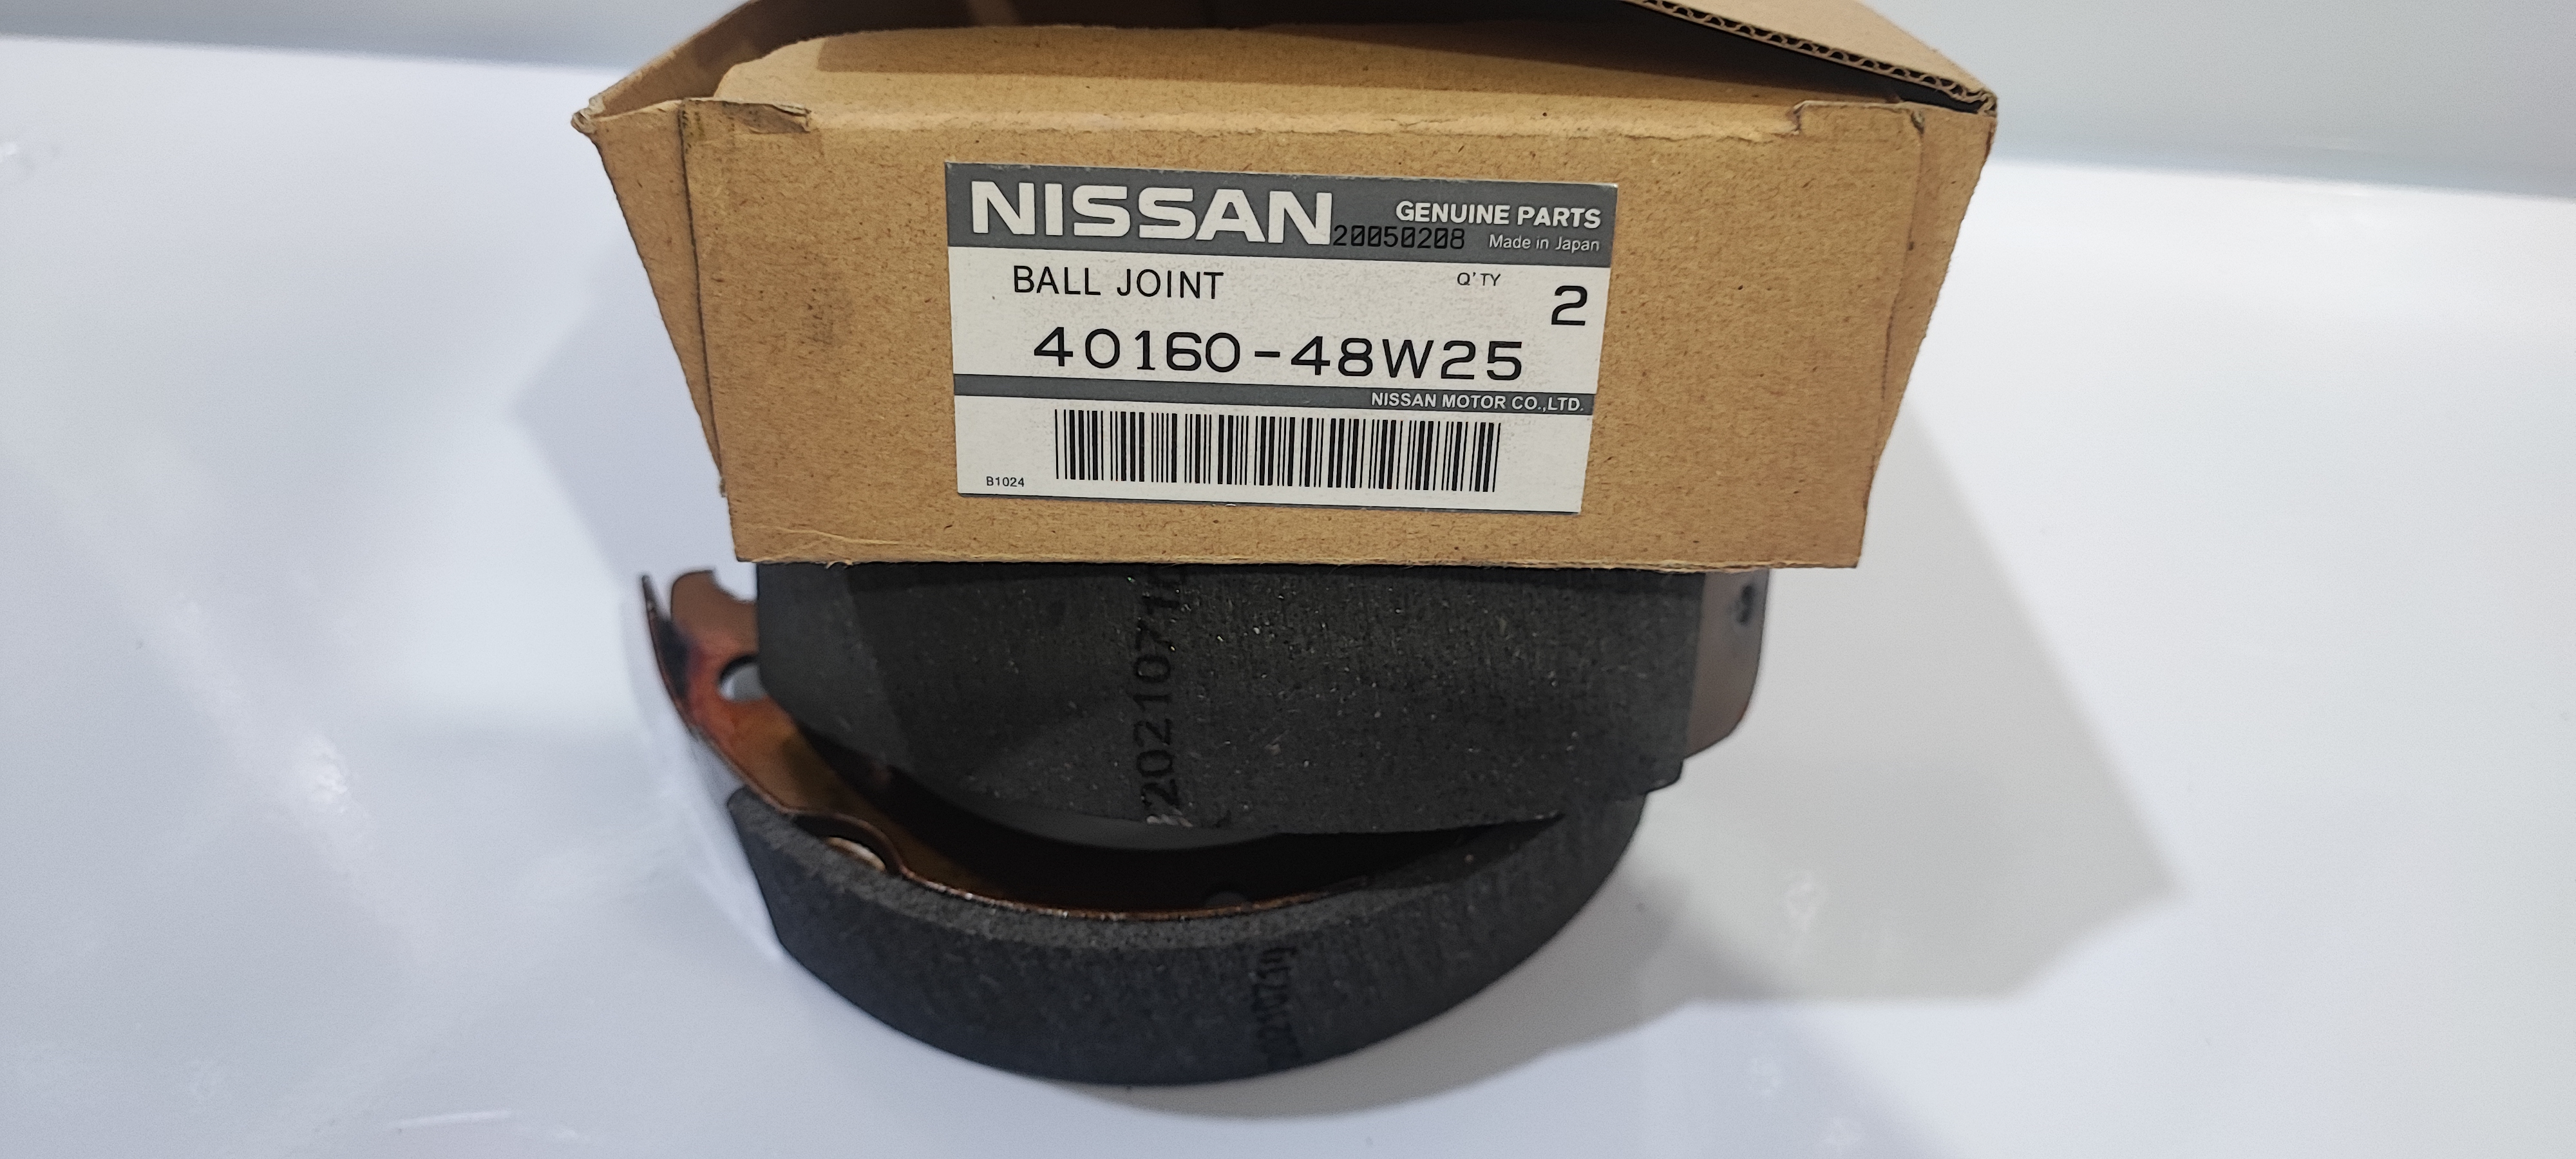 NISSAN GENUINE PARTS
20050208 Made in Japan
BALL JOINT Q'TY 2
40160-48W25
NISSAN MOTOR CO.,LTD.
B1024